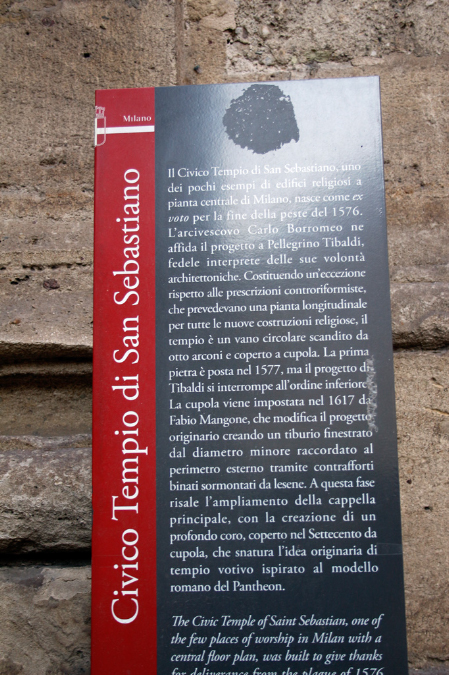 Milano
Civico Tempio di San Sebastiano
Il Civico Tempio di San Sebastiano, uno
dei pochi esempi di edifici religiosi a
pianta centrale di Milano, nasce come ex
voto per la fine della peste del 1576.
L'arcivescovo Carlo Borromeo ne
affida il progetto a Pellegrino Tibaldi,
fedele interprete delle sue volontà
architettoniche. Costituendo un'eccezione
rispetto alle prescrizioni controriformiste,
che prevedevano una pianta longitudinale
per tutte le nuove costruzioni religiose, il
tempio è un vano circolare scandito da
otto arconi e coperto a cupola. La prima
pietra è posta nel 1577, ma il progetto di
Tibaldi si interrompe all'ordine inferiore.
La cupola viene impostata nel 1617 da
Fabio Mangone, che modifica il progetto
originario creando un tiburio finestrato
dal diametro minore raccordato al
perimetro esterno tramite contrafforti
binati sormontati da lesene. A questa fase
risale l'ampliamento della cappella
principale, con la creazione di un
profondo coro, coperto nel Settecento da
cupola, che snatura l'idea originaria di
tempio votivo ispirato al modello
romano del Pantheon.
The Civic Temple of Saint Sebastian, one of
the few places of worship in Milan with a
central floor plan, was built to give thanks
for deliverance from the plague of 1576